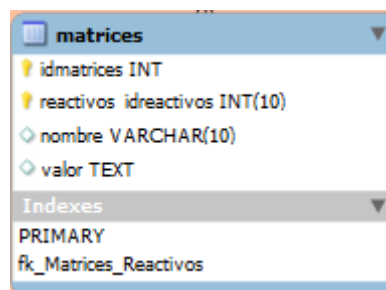 matrices
idmatrices INT
reactivos_idreactivos INT(10)
nombre VARCHAR(10)
valor TEXT
Indexes
PRIMARY
fk_Matrices_Reactivos